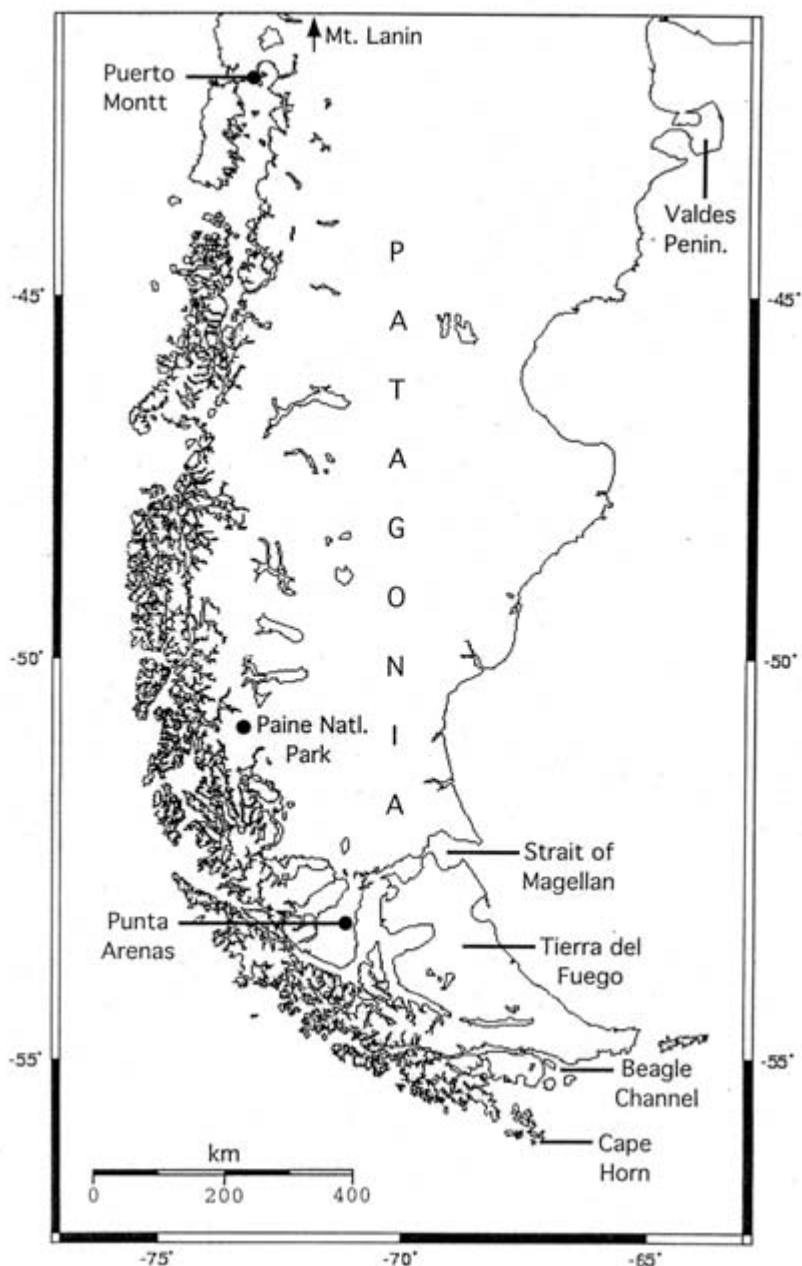 Mt. Lanin
Puerto
Montt
Valdes
Penin.
P
A
T
A
G
O
N
I
A
-45°
-45°
-50°
-50°
Paine Natl.
Park
Strait of
Magellan
Punta
Arenas
Tierra del
Fuego
-55°
-55°
Beagle
Channel
Cape
Horn
km
0 200 400
-75° -70° -65°